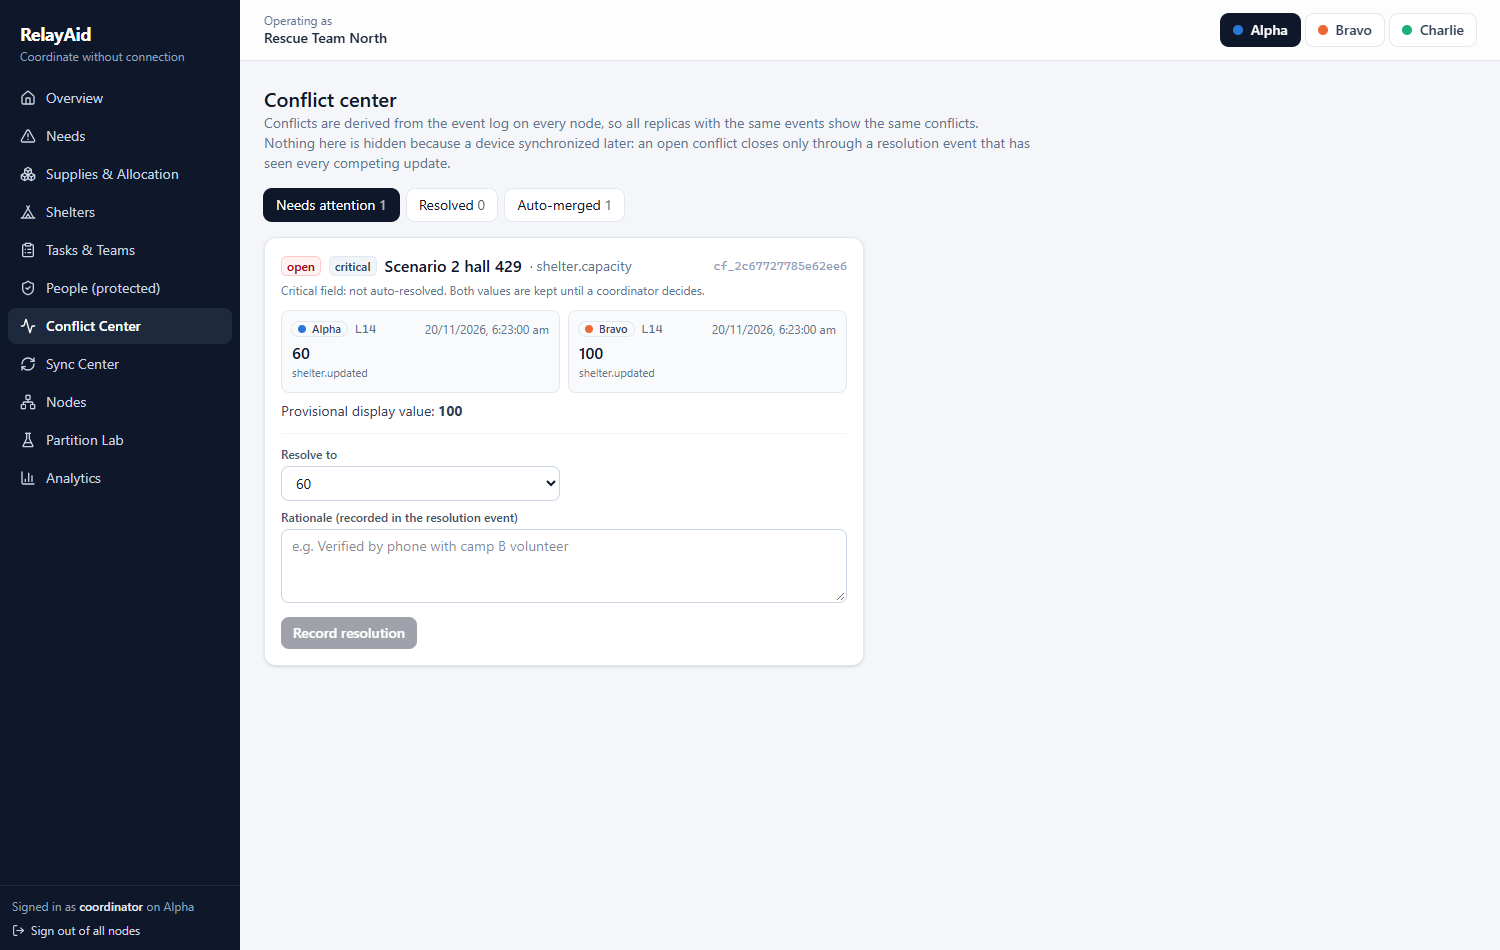 RelayAid
Coordinate without connection
Overview
Needs
Supplies & Allocation
Shelters
Tasks & Teams
People (protected)
Conflict Center
Sync Center
Nodes
Partition Lab
Analytics
Signed in as coordinator on Alpha
Sign out of all nodes
Operating as
Rescue Team North
Alpha Bravo Charlie
Conflict center
Conflicts are derived from the event log on every node, so all replicas with the same events show the same conflicts.
Nothing here is hidden because a device synchronized later: an open conflict closes only through a resolution event that has
seen every competing update.
Needs attention 1 Resolved 0 Auto-merged 1
open critical Scenario 2 hall 429 · shelter.capacity cf_2c67727785e62ee6
Critical field: not auto-resolved. Both values are kept until a coordinator decides.
Alpha L14 20/11/2026, 6:23:00 am
60
shelter.updated
Bravo L14 20/11/2026, 6:23:00 am
100
shelter.updated
Provisional display value: 100
Resolve to
60
Rationale (recorded in the resolution event)
e.g. Verified by phone with camp B volunteer
Record resolution